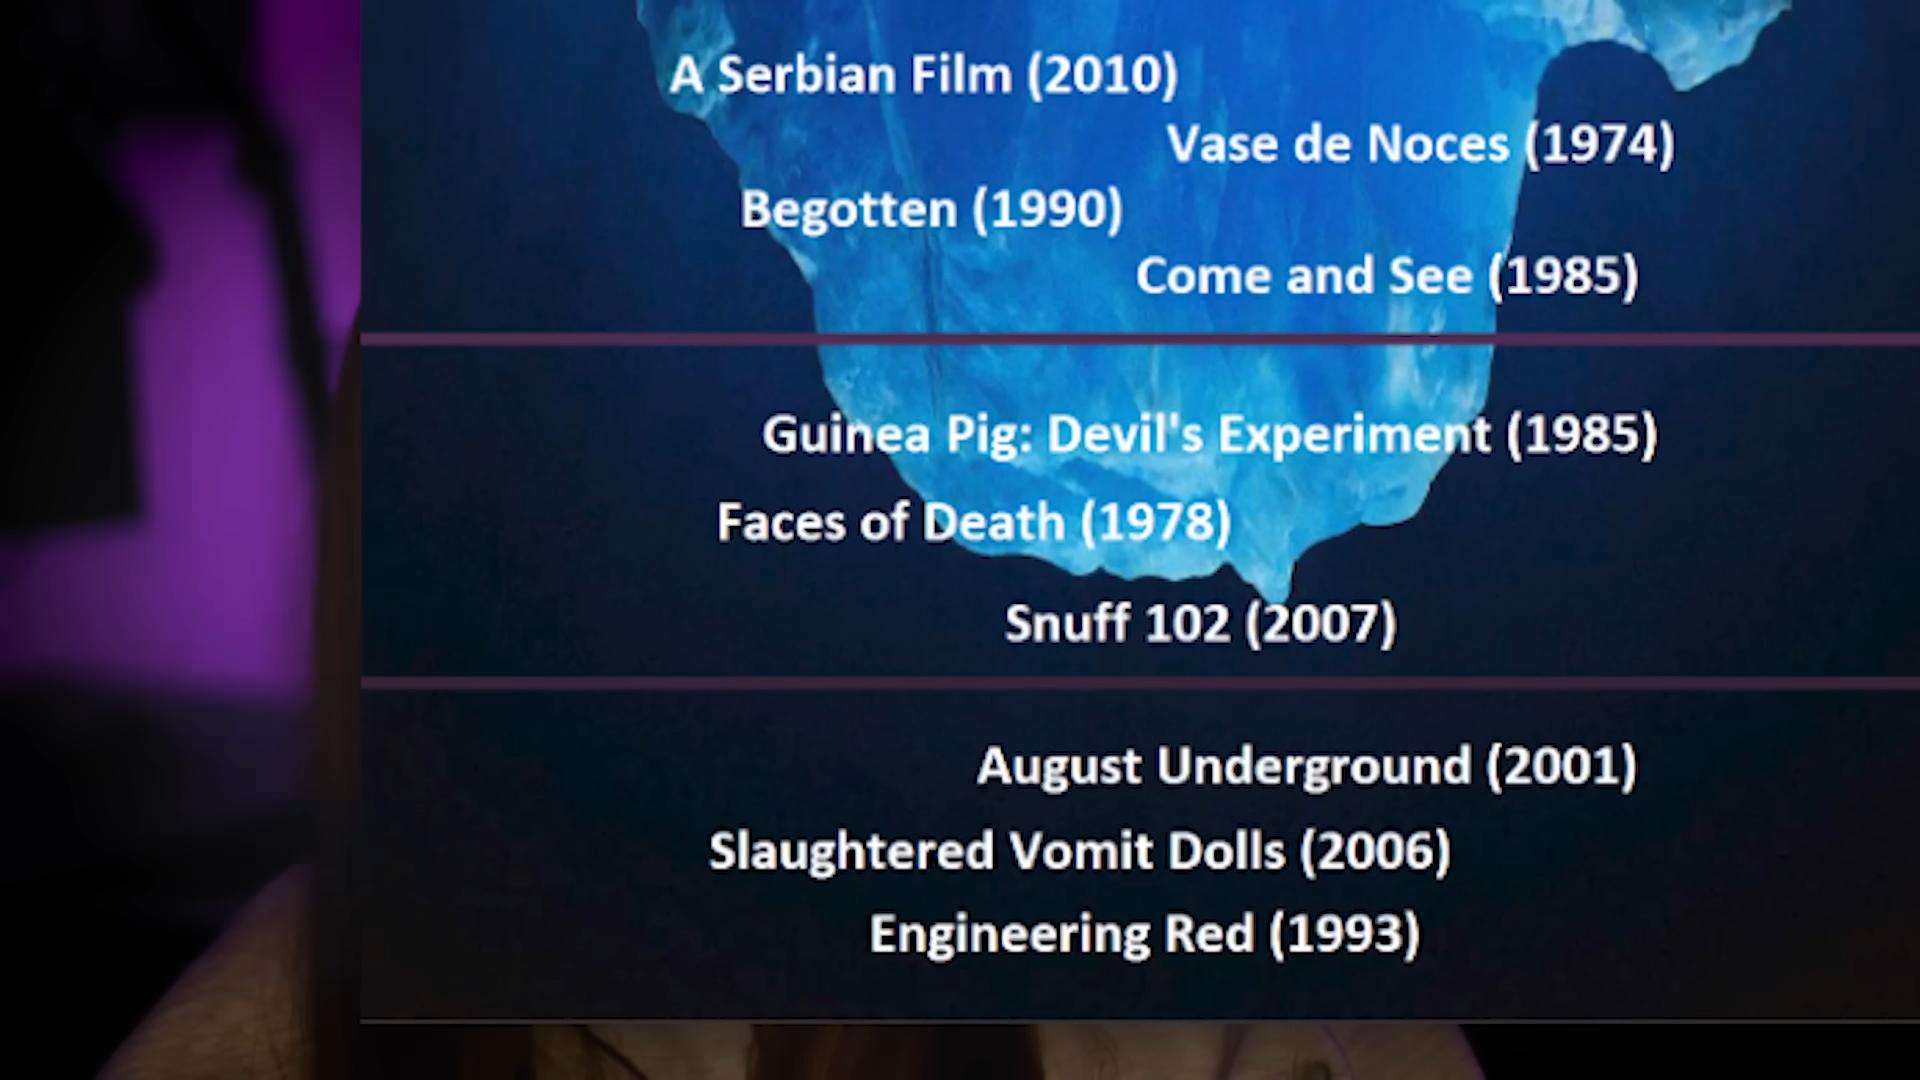 A Serbian Film (2010)
Vase de Noces (1974)
Begotten (1990)
Come and See (1985)
Guinea Pig: Devil's Experiment (1985)
Faces of Death (1978)
Snuff 102 (2007)
August Underground (2001)
Slaughtered Vomit Dolls (2006)
Engineering Red (1993)